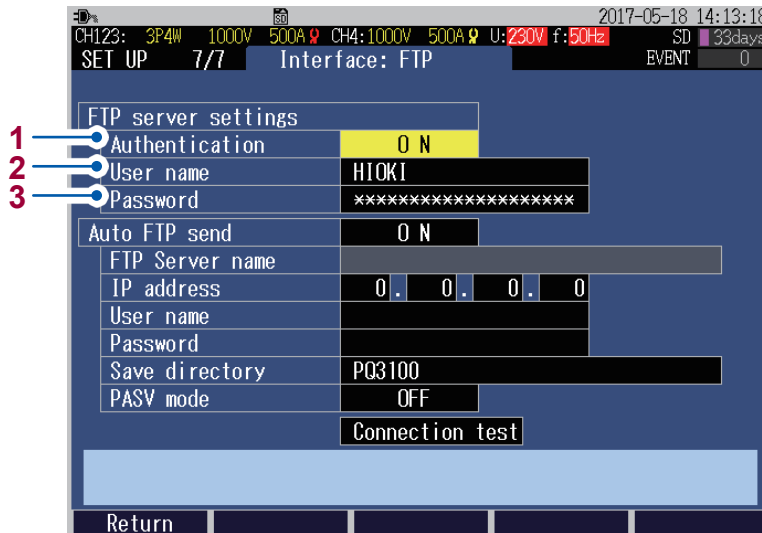 SD 2017-05-18 14:13:18
CH123: 3P4W 1000V 500A CH4:1000V 500A U:230V f:50Hz SD 33days
SET UP 7/7 Interface: FTP EVENT 0
FTP server settings
1 Authentication ON
2 User name HIOKI
3 Password ********************
Auto FTP send ON
FTP Server name
IP address 0. 0. 0. 0
User name
Password
Save directory PQ3100
PASV mode OFF
Connection test
Return